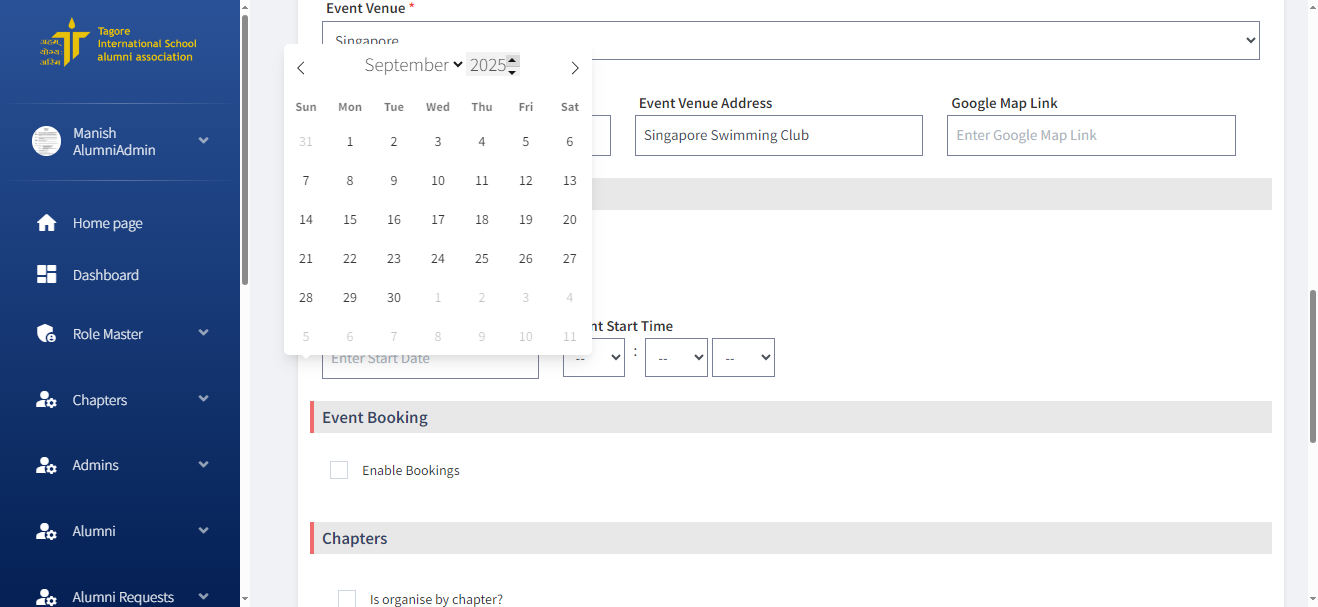 अहम्
योग्यः
अस्मि
Tagore
International School
alumni association
Manish
AlumniAdmin
Home page
Dashboard
Role Master
Chapters
Admins
Alumni
Alumni Requests
Event Venue *
Singapore
September 2025
Sun Mon Tue Wed Thu Fri Sat
31 1 2 3 4 5 6
7 8 9 10 11 12 13
14 15 16 17 18 19 20
21 22 23 24 25 26 27
28 29 30 1 2 3 4
5 6 7 8 9 10 11
Event Venue Address
Singapore Swimming Club
Google Map Link
Enter Google Map Link
nt Start Time
Enter Start Date
-- : -- --
Event Booking
Enable Bookings
Chapters
Is organise by chapter?